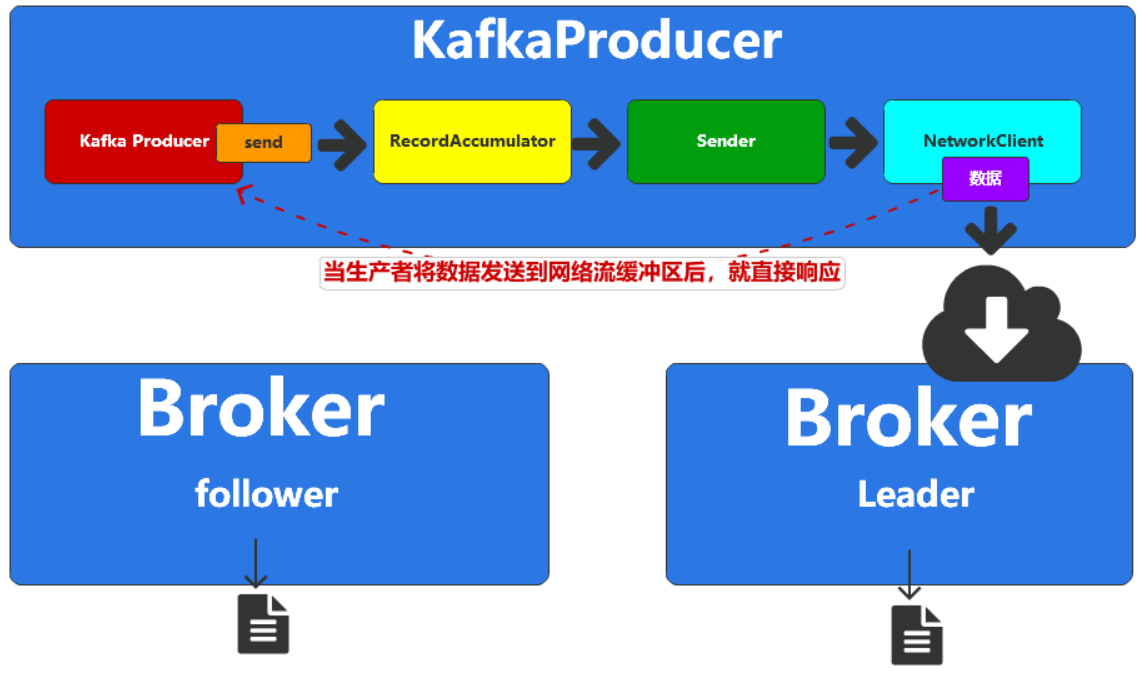 KafkaProducer
Kafka Producer
send
RecordAccumulator
Sender
NetworkClient
数据
当生产者将数据发送到网络流缓冲区后，就直接响应
Broker
follower
Broker
Leader